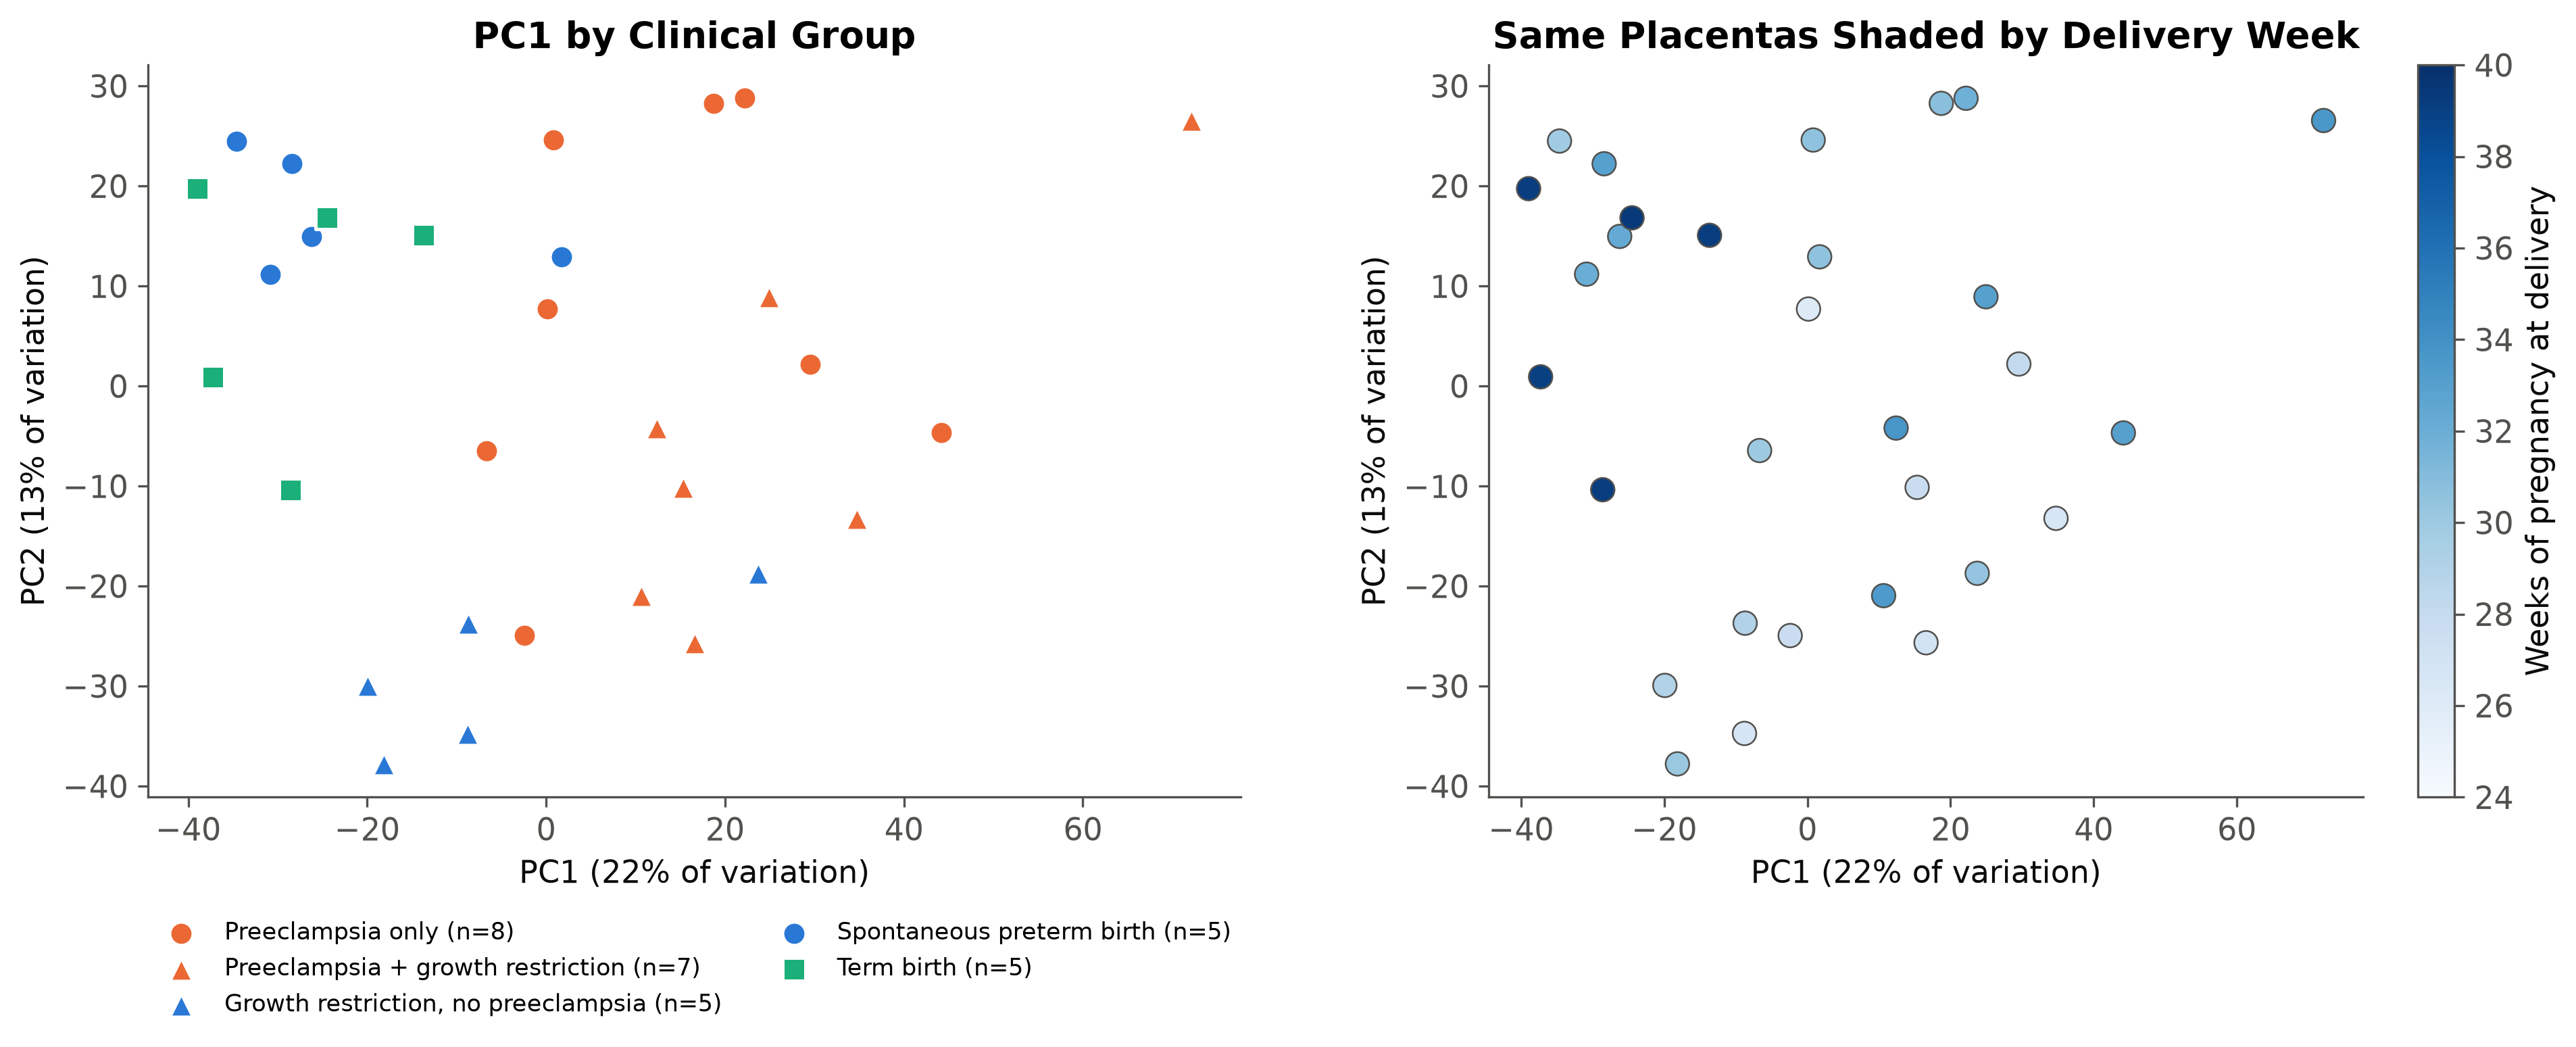 PC1 by Clinical Group
30
20
10
0
−10
−20
−30
−40
PC2 (13% of variation)
−40 −20 0 20 40 60
PC1 (22% of variation)
Preeclampsia only (n=8)
Preeclampsia + growth restriction (n=7)
Growth restriction, no preeclampsia (n=5)
Spontaneous preterm birth (n=5)
Term birth (n=5)
Same Placentas Shaded by Delivery Week
30
20
10
0
−10
−20
−30
−40
PC2 (13% of variation)
−40 −20 0 20 40 60
PC1 (22% of variation)
40
38
36
34
32
30
28
26
24
Weeks of pregnancy at delivery